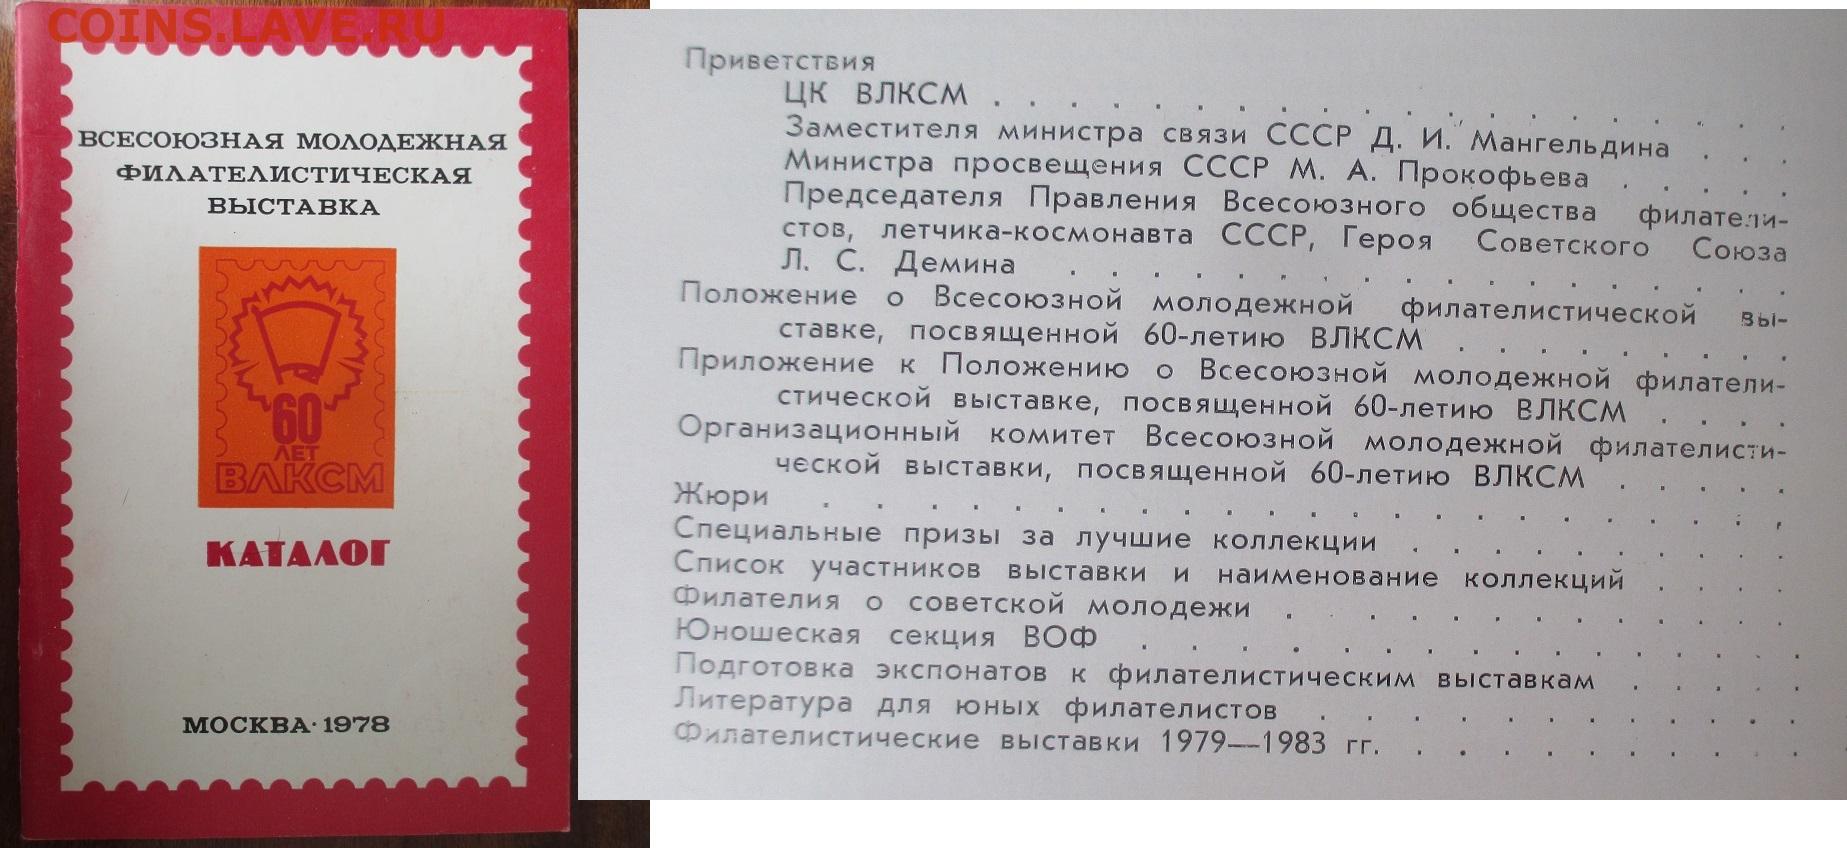 COINS.LAVE.RU
ВСЕСОЮЗНАЯ МОЛОДЕЖНАЯ
ФИЛАТЕЛИСТИЧЕСКАЯ
ВЫСТАВКА
60
ЛЕТ
ВЛКСМ
КАТАЛОГ
МОСКВА·1978
Приветствия
ЦК ВЛКСМ . . . . . . . . . . . . . . . . . . .
Заместителя министра связи СССР Д. И. Мангельдина . . .
Министра просвещения СССР М. А. Прокофьева . . . . .
Председателя Правления Всесоюзного общества филатели-
стов, летчика-космонавта СССР, Героя Советского Союза
Л. С. Демина . . . . . . . . . . . . . . . . . .
Положение о Всесоюзной молодежной филателистической вы-
ставке, посвященной 60-летию ВЛКСМ . . . . . . . .
Приложение к Положению о Всесоюзной молодежной филатели-
стической выставке, посвященной 60-летию ВЛКСМ . . . .
Организационный комитет Всесоюзной молодежной филателисти-
ческой выставки, посвященной 60-летию ВЛКСМ . . . . .
Жюри . . . . . . . . . . . . . . . . . . . . . . .
Специальные призы за лучшие коллекции . . . . . . . . .
Список участников выставки и наименование коллекций . . . .
Филателия о советской молодежи . . . . . . . . . . . .
Юношеская секция ВОФ . . . . . . . . . . . . . . . .
Подготовка экспонатов к филателистическим выставкам . . . . .
Литература для юных филателистов . . . . . . . . . . . .
Филателистические выставки 1979—1983 гг. . . . . . . . . .